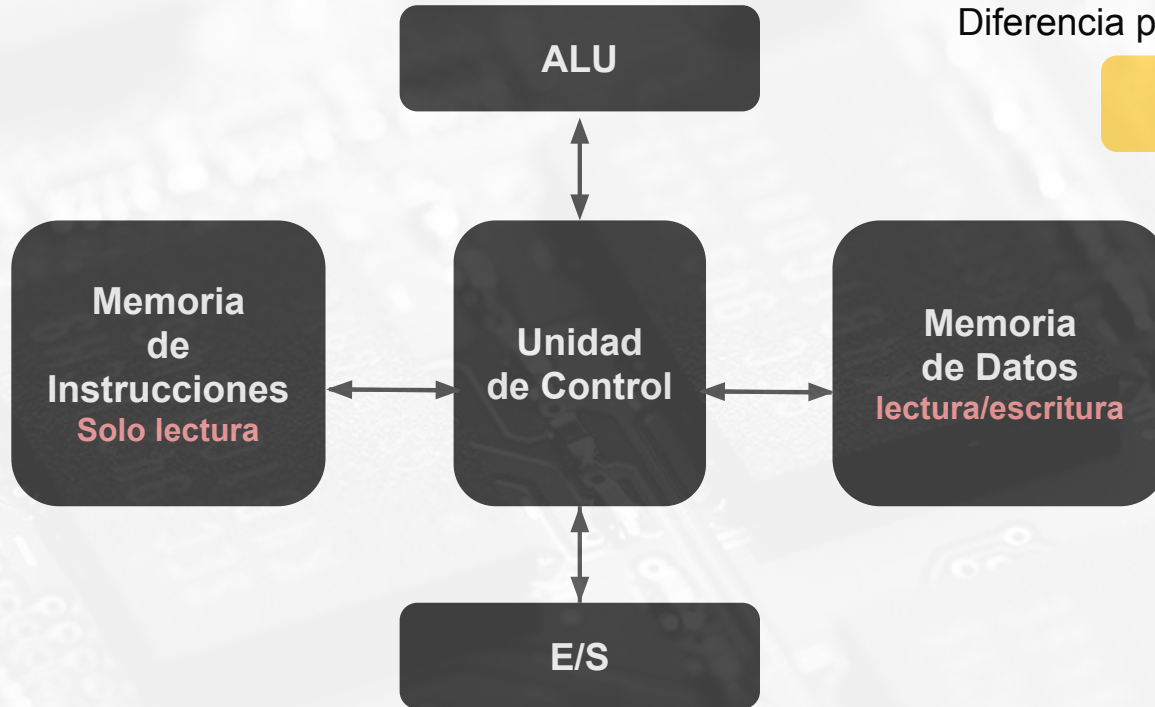 Diferencia p
ALU
Memoria
de
Instrucciones
Solo lectura
Unidad
de Control
Memoria
de Datos
lectura/escritura
E/S